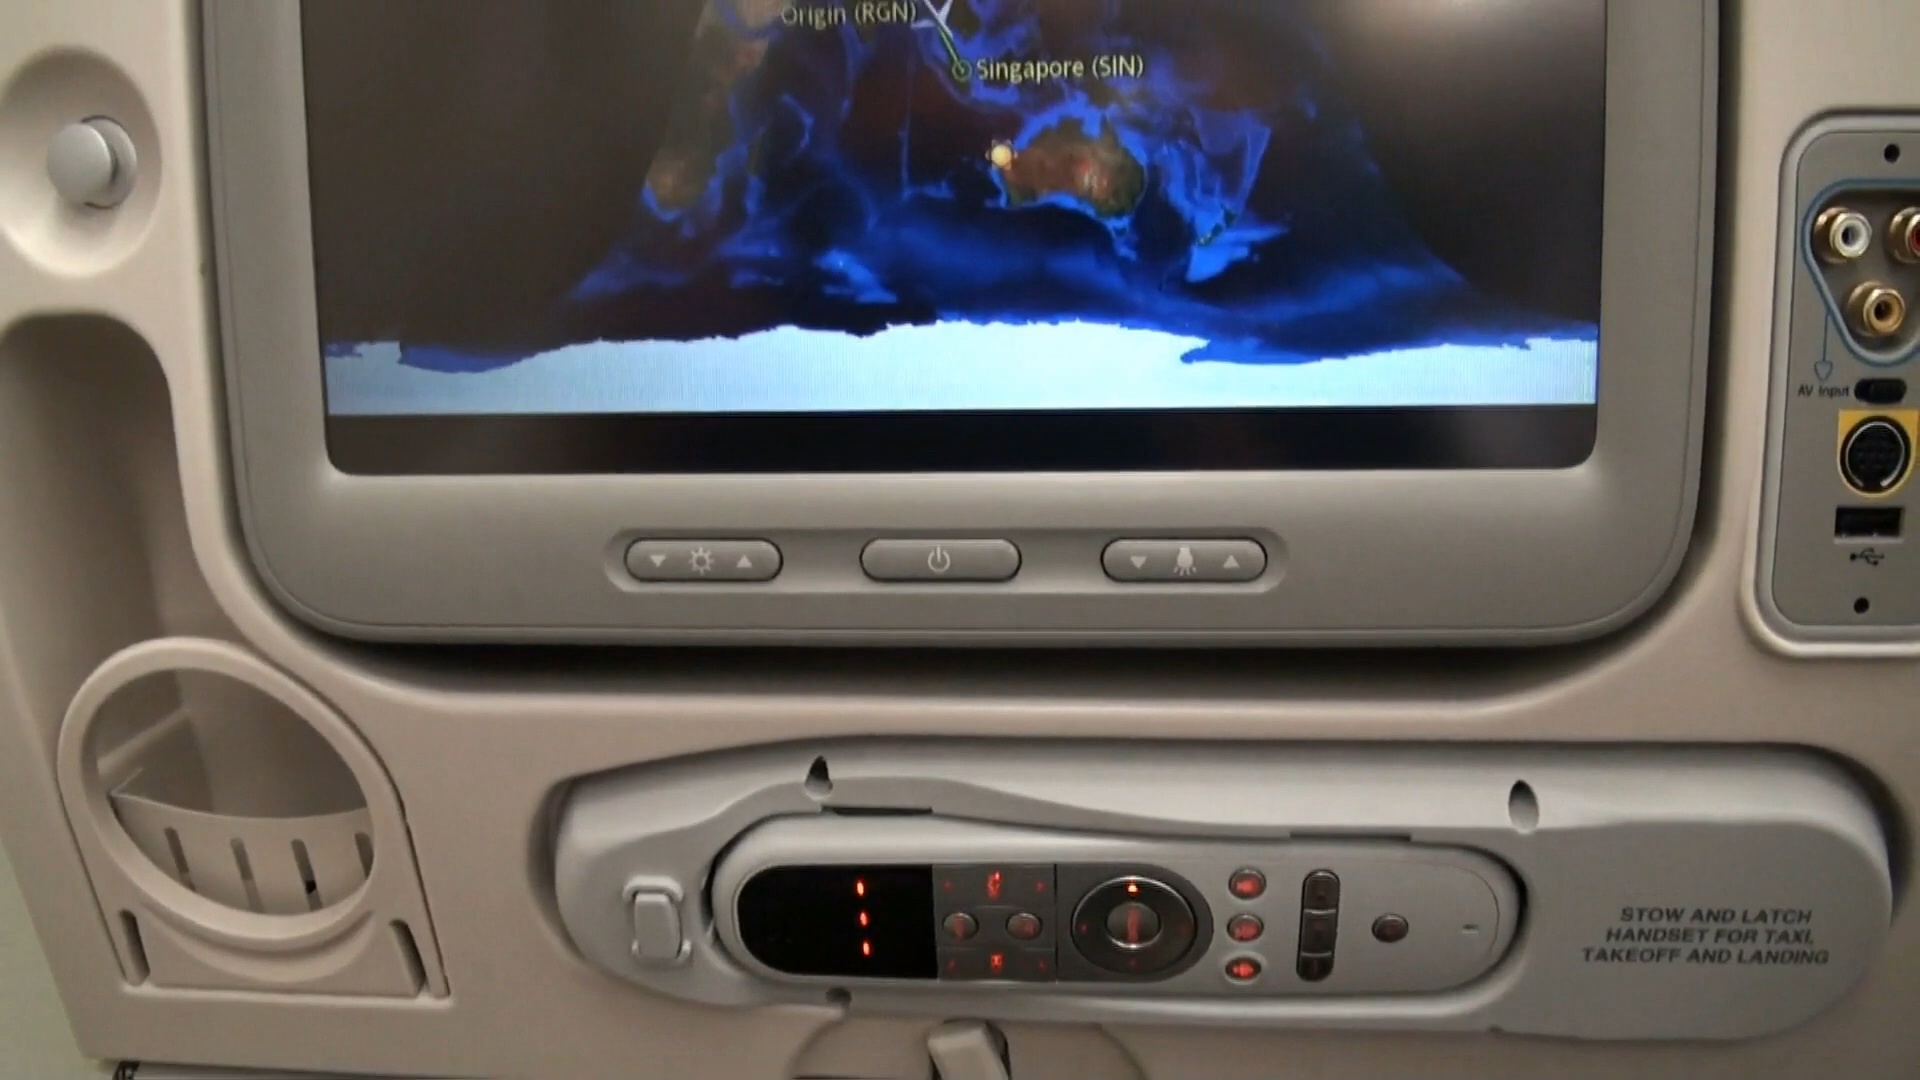 Origin (RGN)
Singapore (SIN)
AV Input
STOW AND LATCH
HANDSET FOR TAXI,
TAKEOFF AND LANDING